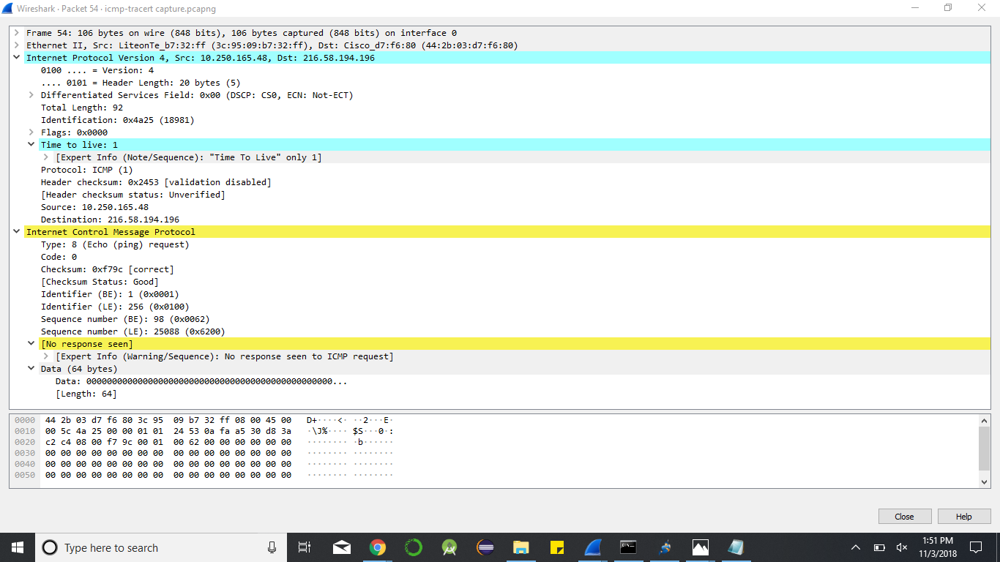 Wireshark · Packet 54 · icmp-tracert capture.pcapng
Frame 54: 106 bytes on wire (848 bits), 106 bytes captured (848 bits) on interface 0
Ethernet II, Src: LiteonTe_b7:32:ff (3c:95:09:b7:32:ff), Dst: Cisco_d7:f6:80 (44:2b:03:d7:f6:80)
Internet Protocol Version 4, Src: 10.250.165.48, Dst: 216.58.194.196
0100 .... = Version: 4
.... 0101 = Header Length: 20 bytes (5)
Differentiated Services Field: 0x00 (DSCP: CS0, ECN: Not-ECT)
Total Length: 92
Identification: 0x4a25 (18981)
Flags: 0x0000
Time to live: 1
[Expert Info (Note/Sequence): "Time To Live" only 1]
Protocol: ICMP (1)
Header checksum: 0x2453 [validation disabled]
[Header checksum status: Unverified]
Source: 10.250.165.48
Destination: 216.58.194.196
Internet Control Message Protocol
Type: 8 (Echo (ping) request)
Code: 0
Checksum: 0xf79c [correct]
[Checksum Status: Good]
Identifier (BE): 1 (0x0001)
Identifier (LE): 256 (0x0100)
Sequence number (BE): 98 (0x0062)
Sequence number (LE): 25088 (0x6200)
[No response seen]
[Expert Info (Warning/Sequence): No response seen to ICMP request]
Data (64 bytes)
Data: 000000000000000000000000000000000000000000000000...
[Length: 64]
0000 44 2b 03 d7 f6 80 3c 95 09 b7 32 ff 08 00 45 00 D+····<· ··2···E·
0010 00 5c 4a 25 00 00 01 01 24 53 0a fa a5 30 d8 3a ·\J%···· $S···0·:
0020 c2 c4 08 00 f7 9c 00 01 00 62 00 00 00 00 00 00 ········ ·b······
0030 00 00 00 00 00 00 00 00 00 00 00 00 00 00 00 00 ········ ········
0040 00 00 00 00 00 00 00 00 00 00 00 00 00 00 00 00 ········ ········
0050 00 00 00 00 00 00 00 00 00 00 00 00 00 00 00 00 ········ ········
Close
Help
Type here to search
1:51 PM
11/3/2018